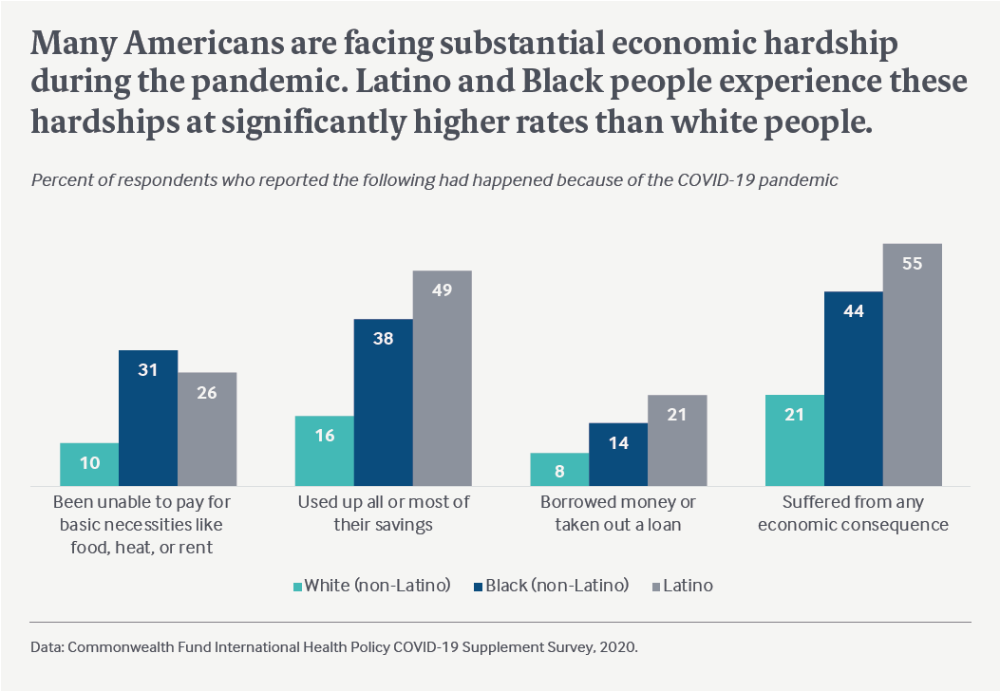 Many Americans are facing substantial economic hardship
during the pandemic. Latino and Black people experience these
hardships at significantly higher rates than white people.
Percent of respondents who reported the following had happened because of the COVID-19 pandemic
10
31
26
16
38
49
8
14
21
21
44
55
Been unable to pay for
basic necessities like
food, heat, or rent
Used up all or most of
their savings
Borrowed money or
taken out a loan
Suffered from any
economic consequence
White (non-Latino)
Black (non-Latino)
Latino
Data: Commonwealth Fund International Health Policy COVID-19 Supplement Survey, 2020.